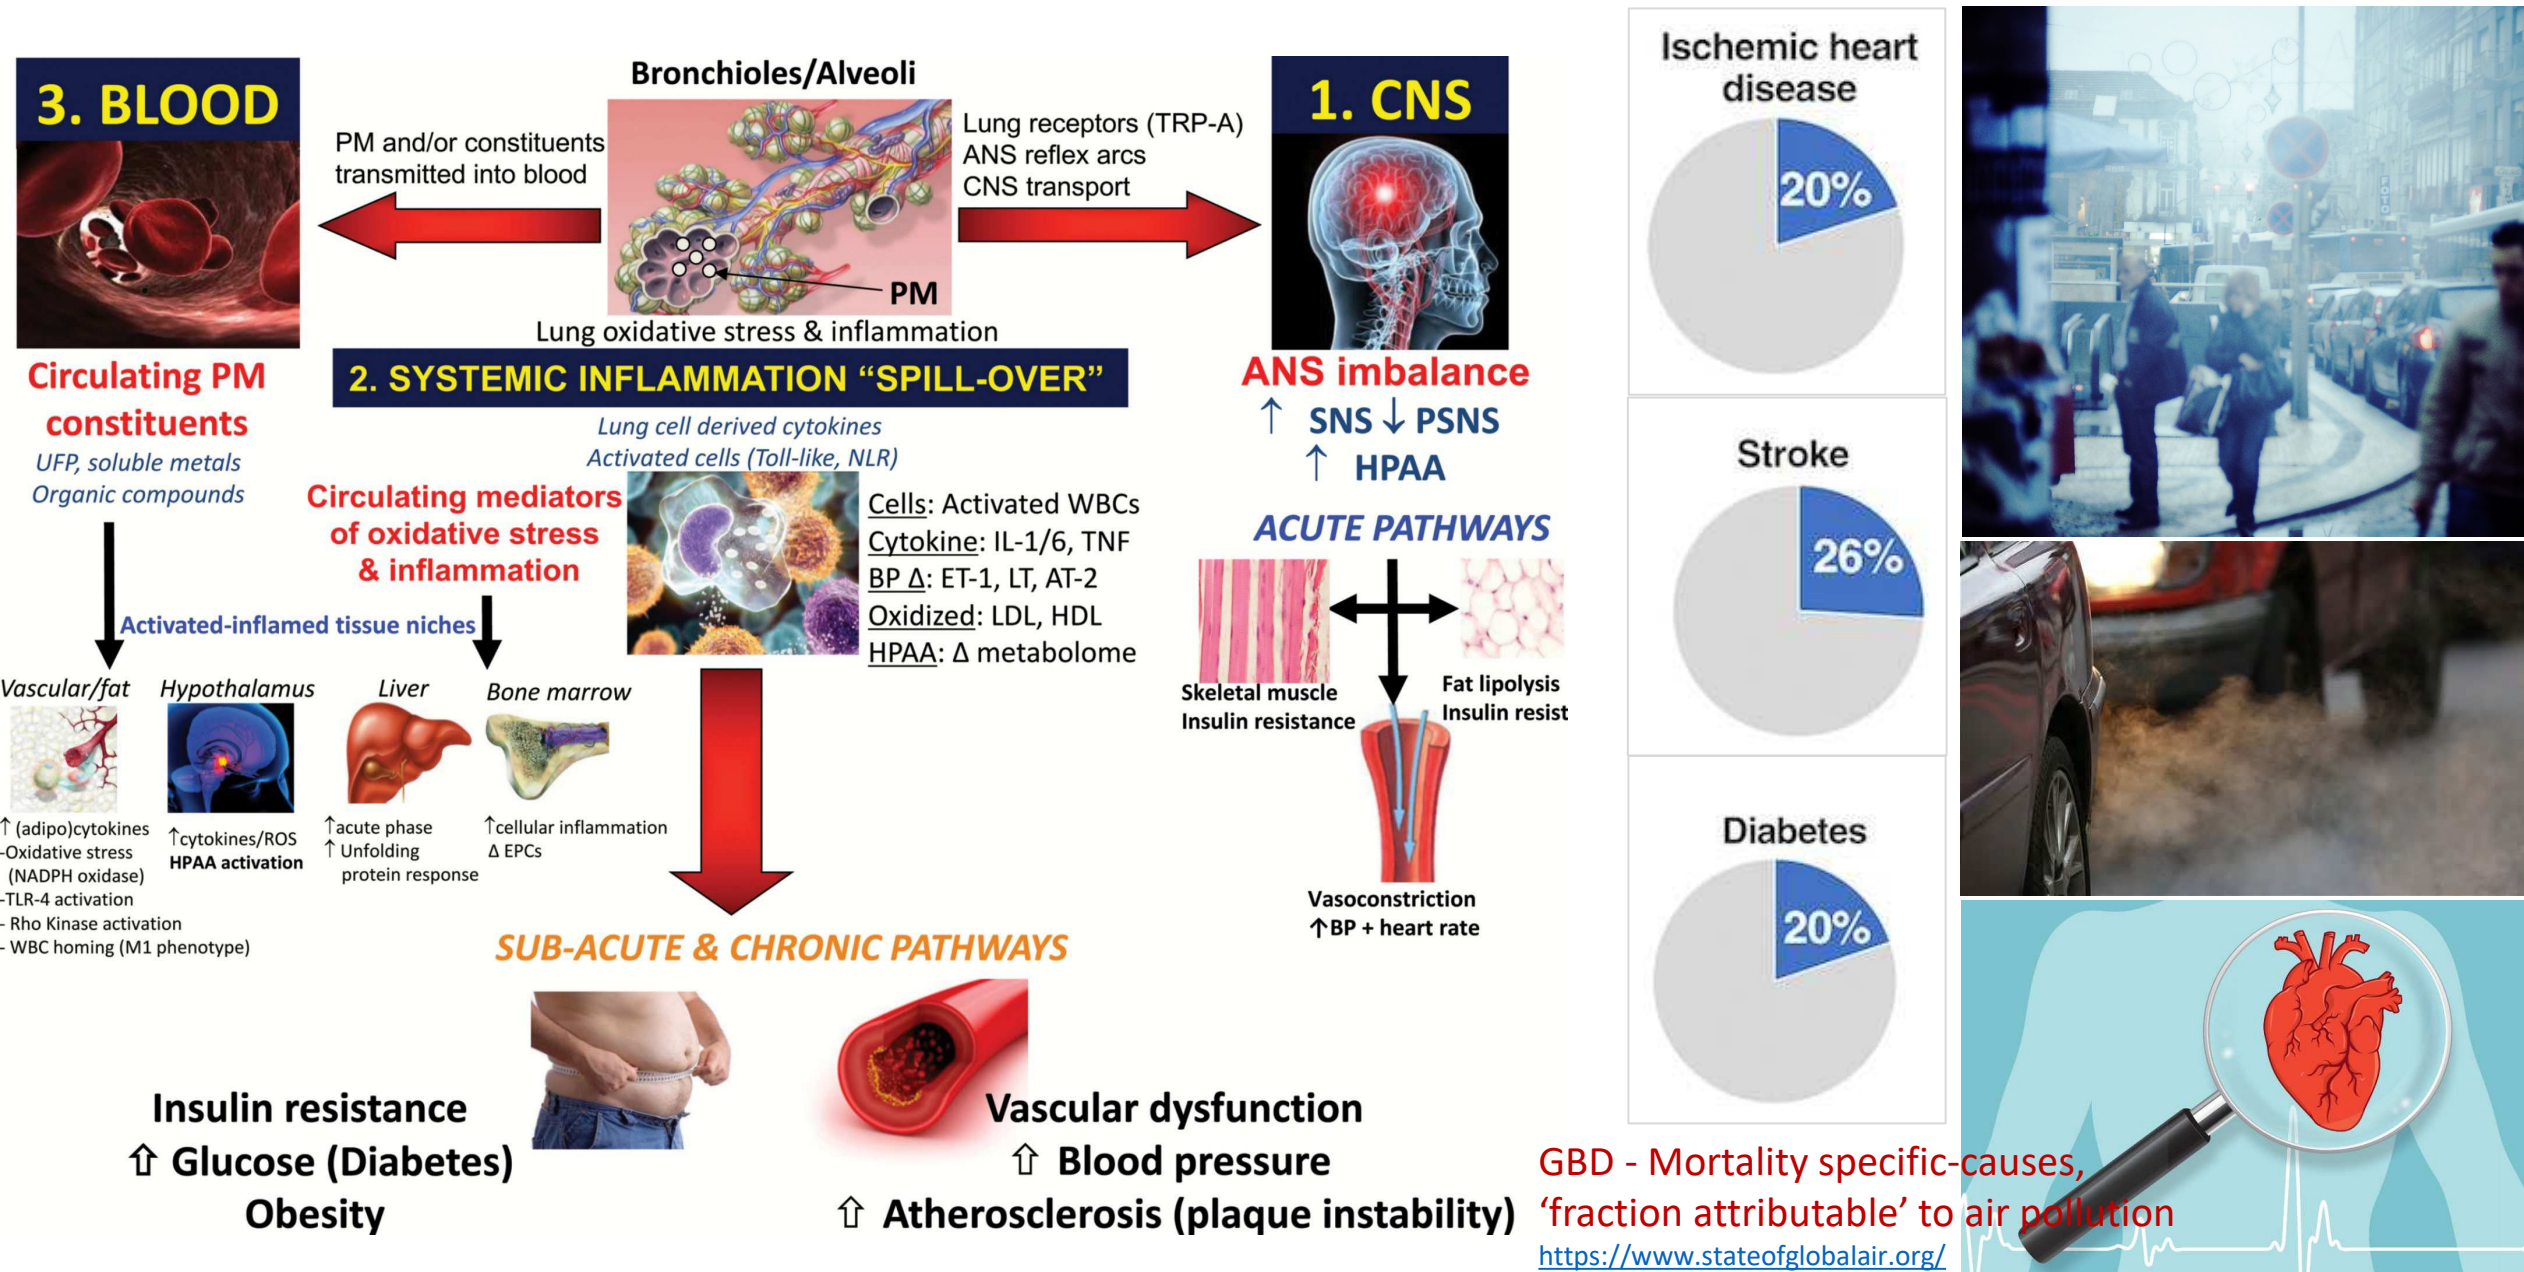 3. BLOOD
Bronchioles/Alveoli
PM and/or constituents
transmitted into blood
Lung receptors (TRP-A)
ANS reflex arcs
CNS transport
1. CNS
PM
Lung oxidative stress & inflammation
2. SYSTEMIC INFLAMMATION “SPILL-OVER”
Circulating PM
constituents
UFP, soluble metals
Organic compounds
Lung cell derived cytokines
Activated cells (Toll-like, NLR)
Circulating mediators
of oxidative stress
& inflammation
Cells: Activated WBCs
Cytokine: IL-1/6, TNF
BP Δ: ET-1, LT, AT-2
Oxidized: LDL, HDL
HPAA: Δ metabolome
Activated-inflamed tissue niches
Vascular/fat
Hypothalamus
Liver
Bone marrow
↑ (adipo)cytokines
-Oxidative stress
(NADPH oxidase)
-TLR-4 activation
- Rho Kinase activation
- WBC homing (M1 phenotype)
↑cytokines/ROS
HPAA activation
↑acute phase
↑ Unfolding
protein response
↑cellular inflammation
Δ EPCs
ANS imbalance
↑ SNS ↓ PSNS
↑ HPAA
ACUTE PATHWAYS
Skeletal muscle
Insulin resistance
Fat lipolysis
Insulin resist
Vasoconstriction
↑BP + heart rate
SUB-ACUTE & CHRONIC PATHWAYS
Insulin resistance
⇧ Glucose (Diabetes)
Obesity
Vascular dysfunction
⇧ Blood pressure
⇧ Atherosclerosis (plaque instability)
Ischemic heart
disease
20%
Stroke
26%
Diabetes
20%
FOTO
GBD - Mortality specific-causes,
‘fraction attributable’ to air pollution
https://www.stateofglobalair.org/